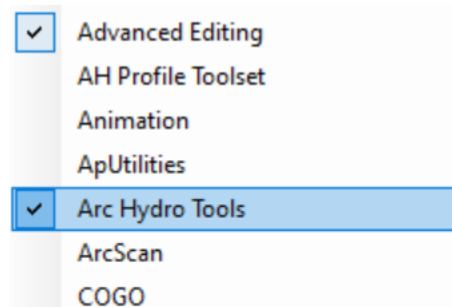 Advanced Editing
AH Profile Toolset
Animation
ApUtilities
Arc Hydro Tools
ArcScan
COGO